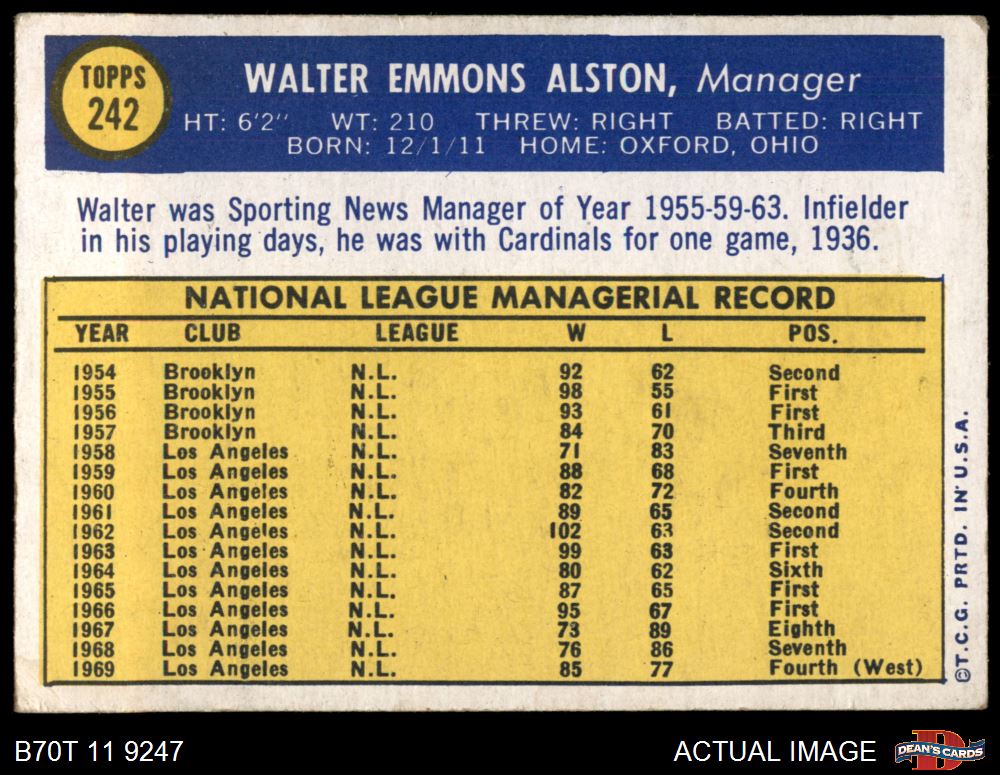 TOPPS
242
WALTER EMMONS ALSTON, Manager
HT: 6'2" WT: 210 THREW: RIGHT BATTED: RIGHT
BORN: 12/1/11 HOME: OXFORD, OHIO
Walter was Sporting News Manager of Year 1955-59-63. Infielder
in his playing days, he was with Cardinals for one game, 1936.
NATIONAL LEAGUE MANAGERIAL RECORD
YEAR CLUB LEAGUE W L POS.
1954 Brooklyn N.L. 92 62 Second
1955 Brooklyn N.L. 98 55 First
1956 Brooklyn N.L. 93 61 First
1957 Brooklyn N.L. 84 70 Third
1958 Los Angeles N.L. 71 83 Seventh
1959 Los Angeles N.L. 88 68 First
1960 Los Angeles N.L. 82 72 Fourth
1961 Los Angeles N.L. 89 65 Second
1962 Los Angeles N.L. 102 63 Second
1963 Los Angeles N.L. 99 63 First
1964 Los Angeles N.L. 80 62 Sixth
1965 Los Angeles N.L. 87 65 First
1966 Los Angeles N.L. 95 67 First
1967 Los Angeles N.L. 73 89 Eighth
1968 Los Angeles N.L. 76 86 Seventh
1969 Los Angeles N.L. 85 77 Fourth (West)
©T.C.G. PRTD. IN U.S.A.
B70T 11 9247
ACTUAL IMAGE
DEAN'S CARDS